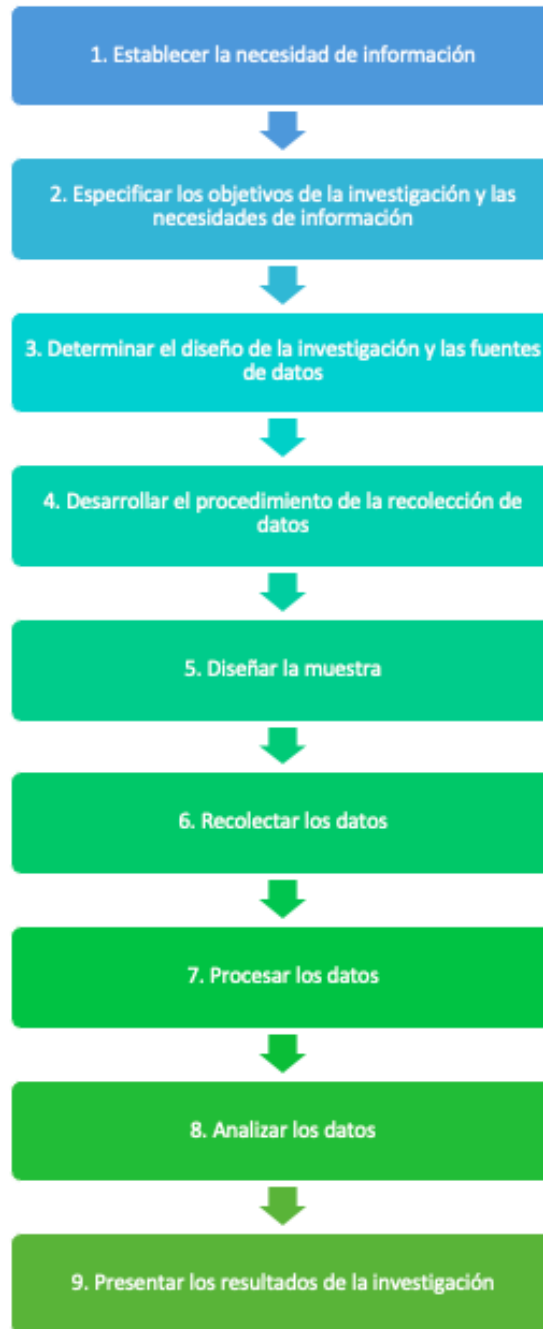 1. Establecer la necesidad de información
2. Especificar los objetivos de la investigación y las
necesidades de información
3. Determinar el diseño de la investigación y las fuentes
de datos
4. Desarrollar el procedimiento de la recolección de
datos
5. Diseñar la muestra
6. Recolectar los datos
7. Procesar los datos
8. Analizar los datos
9. Presentar los resultados de la investigación